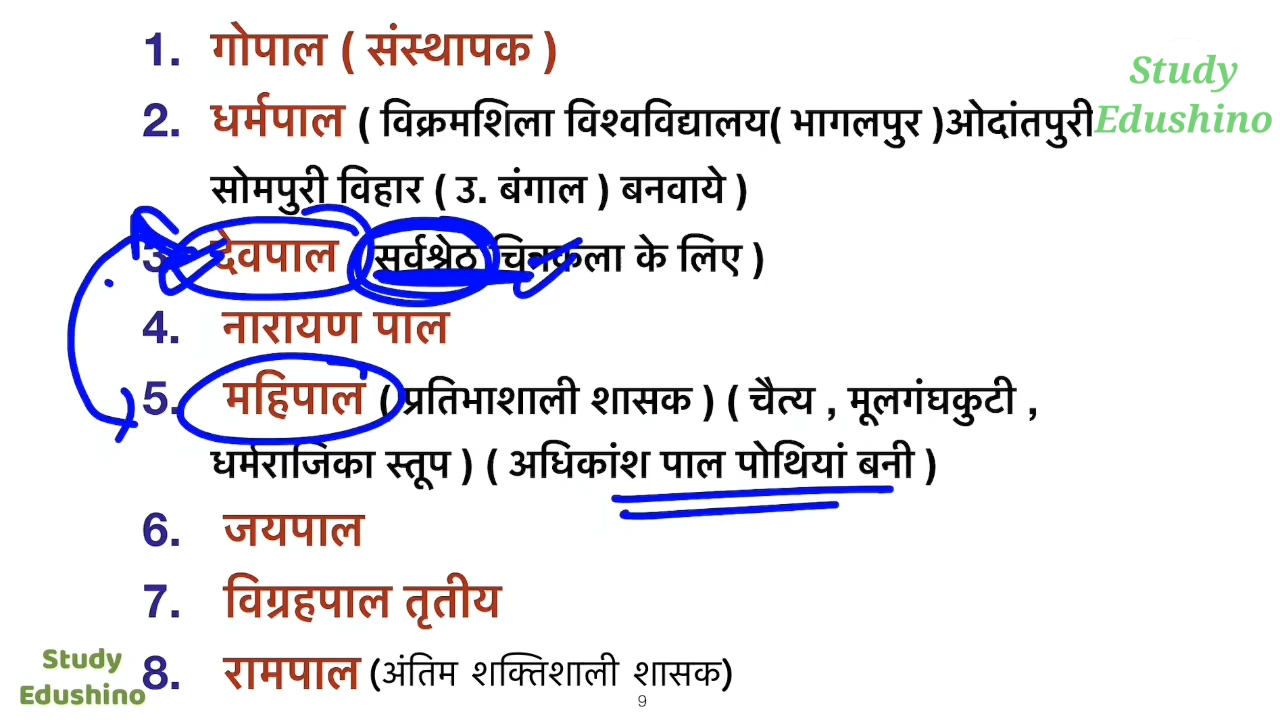 1. गोपाल ( संस्थापक )
Study
Edushino
2. धर्मपाल ( विक्रमशिला विश्वविद्यालय( भागलपुर )ओदांतपुरी
सोमपुरी विहार ( उ. बंगाल ) बनवाये )
3. देवपाल ( सर्वश्रेठ चित्रकला के लिए )
4. नारायण पाल
5. महिपाल ( प्रतिभाशाली शासक ) ( चैत्य , मूलगंघकुटी ,
धर्मराजिका स्तूप ) ( अधिकांश पाल पोथियां बनी )
6. जयपाल
7. विग्रहपाल तृतीय
8. रामपाल (अंतिम शक्तिशाली शासक)
Study
Edushino
9